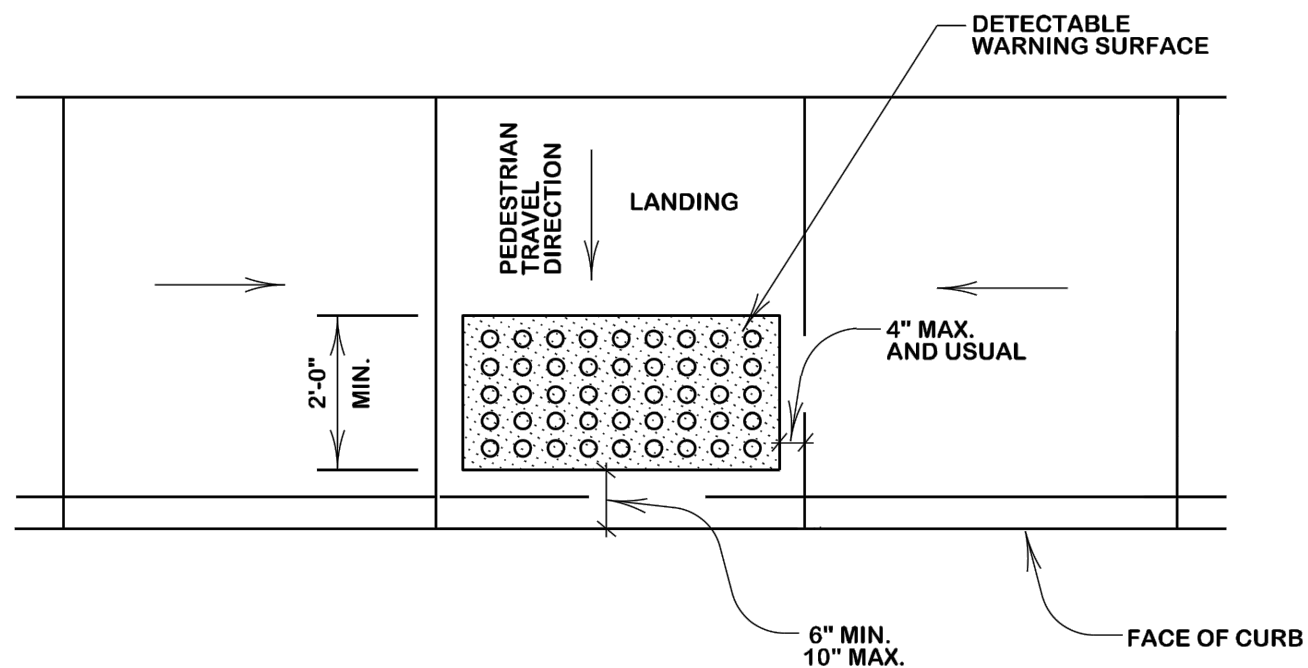 DETECTABLE
WARNING SURFACE
PEDESTRIAN
TRAVEL
DIRECTION
LANDING
2'-0"
MIN.
4" MAX.
AND USUAL
6" MIN.
10" MAX.
FACE OF CURB